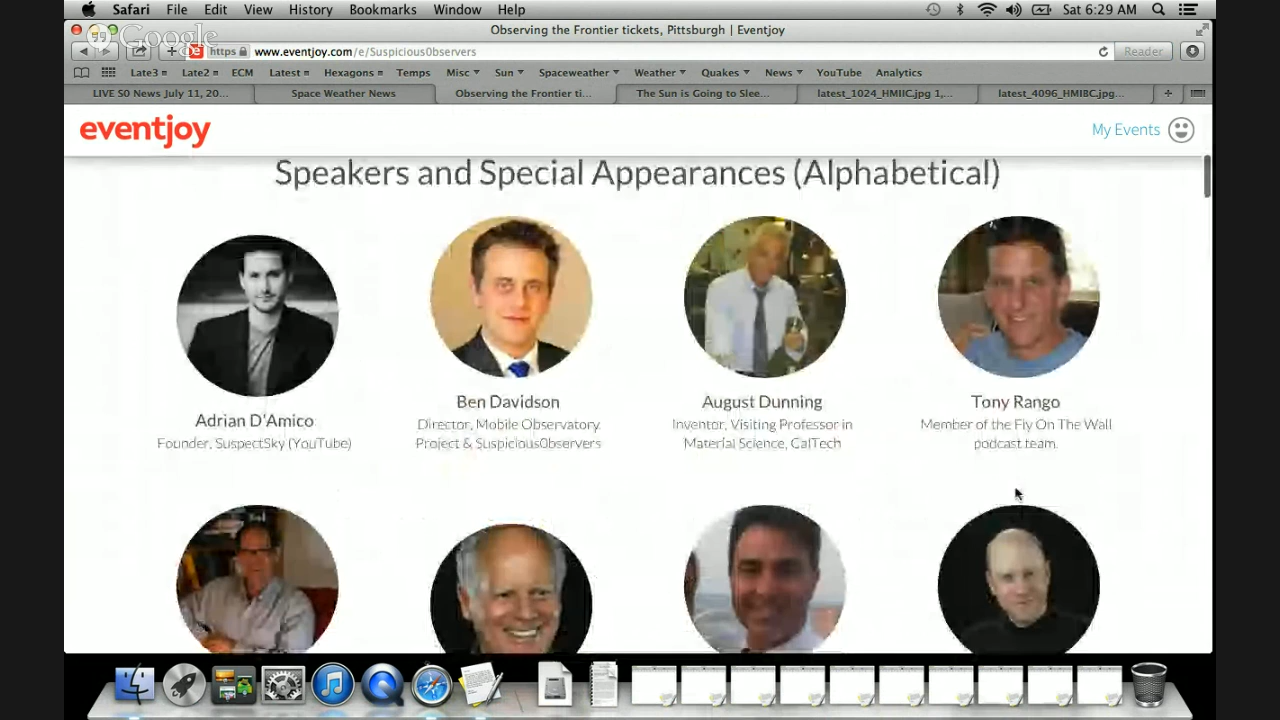 Safari File Edit View History Bookmarks Window Help Sat 6:29 AM
Observing the Frontier tickets, Pittsburgh | Eventjoy
Google
https www.eventjoy.com/e/Suspicious0bservers Reader
Late3 Late2 ECM Latest Hexagons Temps Misc Sun Spaceweather Weather Quakes News YouTube Analytics
LIVE S0 News July 11, 20... Space Weather News Observing the Frontier ti... The Sun is Going to Slee... latest_1024_HMIIC.jpg 1,... latest_4096_HMIBC.jpg...
eventjoy My Events
Speakers and Special Appearances (Alphabetical)
Adrian D'Amico
Founder, SuspectSky (YouTube)
Ben Davidson
Director, Mobile Observatory
Project & Suspicious0bservers
August Dunning
Inventor, Visiting Professor in
Material Science, CalTech
Tony Rango
Member of the Fly On The Wall
podcast team.